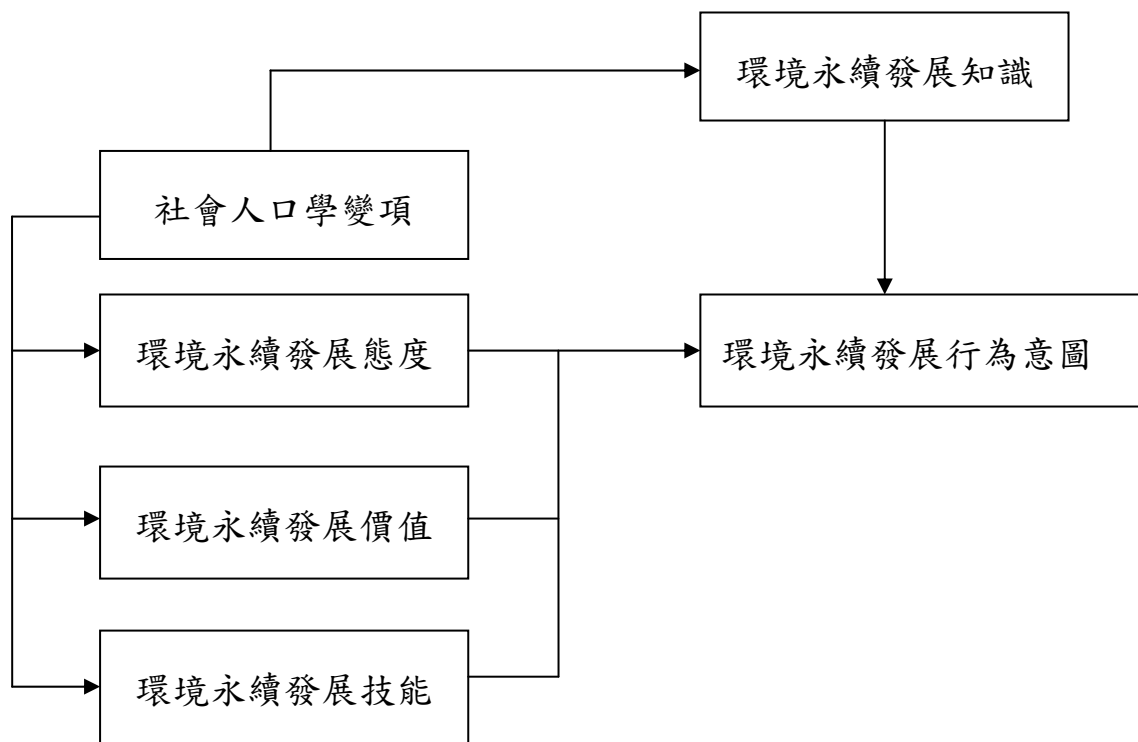 環境永續發展知識
社會人口學變項
環境永續發展態度
環境永續發展行為意圖
環境永續發展價值
環境永續發展技能